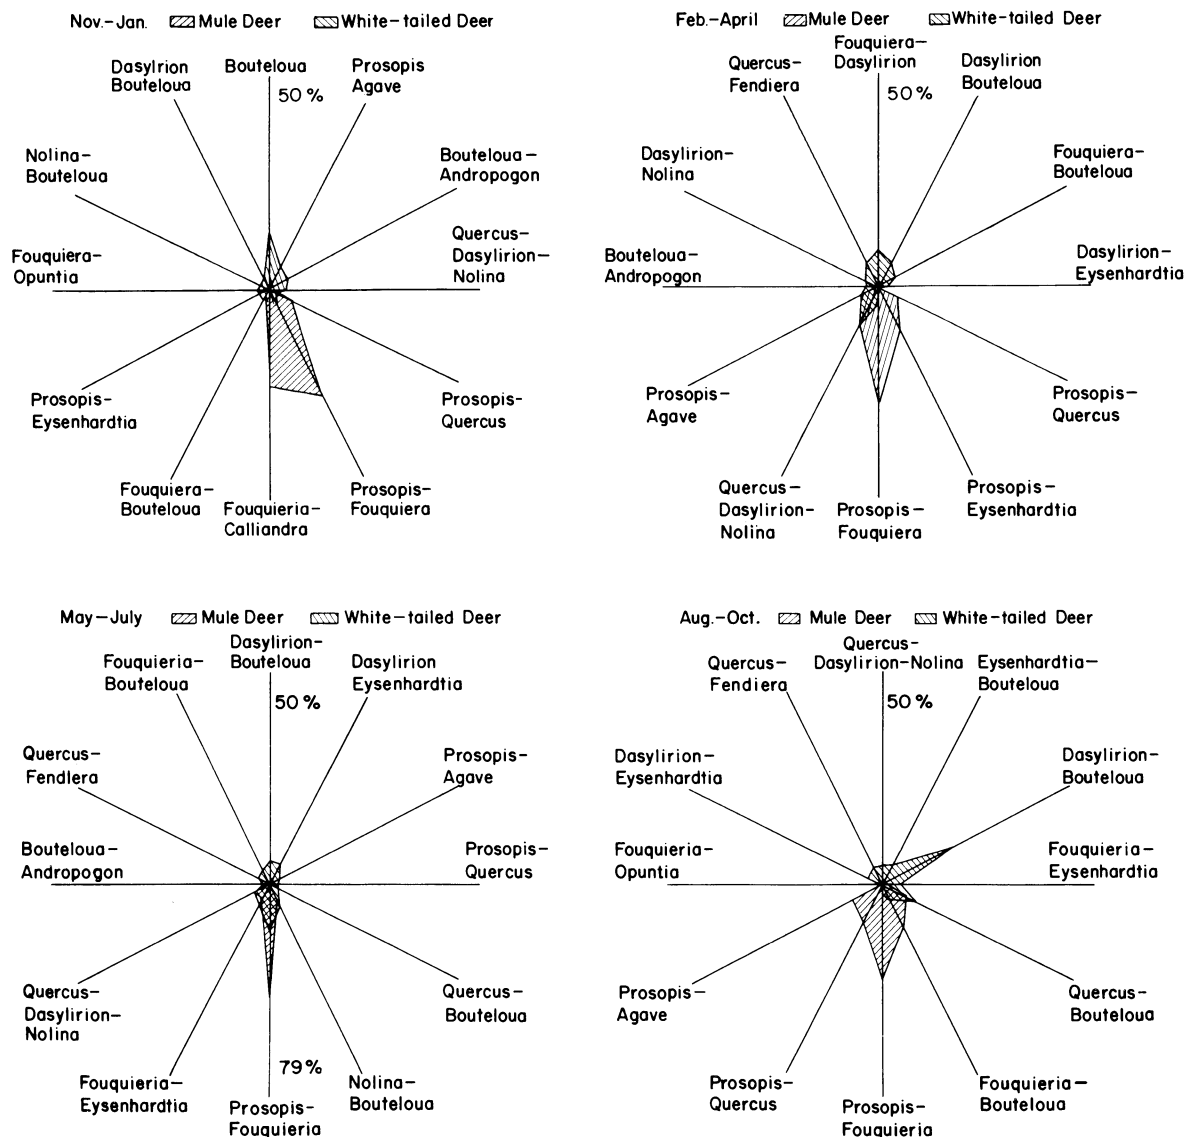 Nov.-Jan. Mule Deer White-tailed Deer
Dasylrion
Bouteloua
Bouteloua
50%
Prosopis
Agave
Nolina-
Bouteloua
Bouteloua-
Andropogon
Fouquiera-
Opuntia
Quercus-
Dasylirion-
Nolina
Prosopis-
Eysenhardtia
Prosopis-
Quercus
Fouquiera-
Bouteloua
Fouquieria-
Calliandra
Prosopis-
Fouquiera
Feb.-April Mule Deer White-tailed Deer
Quercus-
Fendiera
Fouquiera-
Dasylirion
50%
Dasylirion
Bouteloua
Dasylirion-
Nolina
Fouquiera-
Bouteloua
Bouteloua-
Andropogon
Dasylirion-
Eysenhardtia
Prosopis-
Agave
Prosopis-
Quercus
Quercus-
Dasylirion-
Nolina
Prosopis-
Fouquiera
Prosopis-
Eysenhardtia
May-July Mule Deer White-tailed Deer
Fouquieria-
Bouteloua
Dasylirion-
Bouteloua
50%
Dasylirion
Eysenhardtia
Quercus-
Fendlera
Prosopis-
Agave
Bouteloua-
Andropogon
Prosopis-
Quercus
Quercus-
Dasylirion-
Nolina
Quercus-
Bouteloua
Fouquieria-
Eysenhardtia
79%
Prosopis-
Fouquieria
Nolina-
Bouteloua
Aug.-Oct. Mule Deer White-tailed Deer
Quercus-
Fendiera
Quercus-
Dasylirion-Nolina
50%
Eysenhardtia-
Bouteloua
Dasylirion-
Eysenhardtia
Dasylirion-
Bouteloua
Fouquieria-
Opuntia
Fouquieria-
Eysenhardtia
Prosopis-
Agave
Quercus-
Bouteloua
Prosopis-
Quercus
Prosopis-
Fouquieria
Fouquieria-
Bouteloua